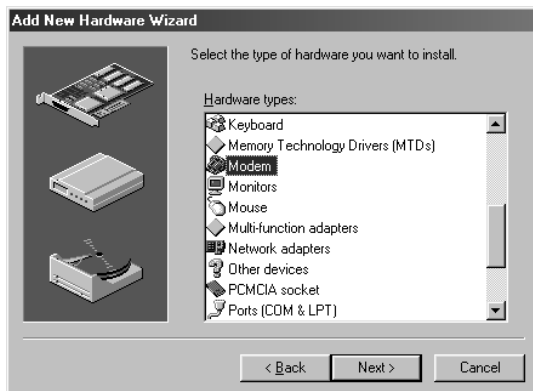 Add New Hardware Wizard
Select the type of hardware you want to install.
Hardware types:
Keyboard
Memory Technology Drivers (MTDs)
Modem
Monitors
Mouse
Multi-function adapters
Network adapters
Other devices
PCMCIA socket
Ports (COM & LPT)
< Back Next > Cancel